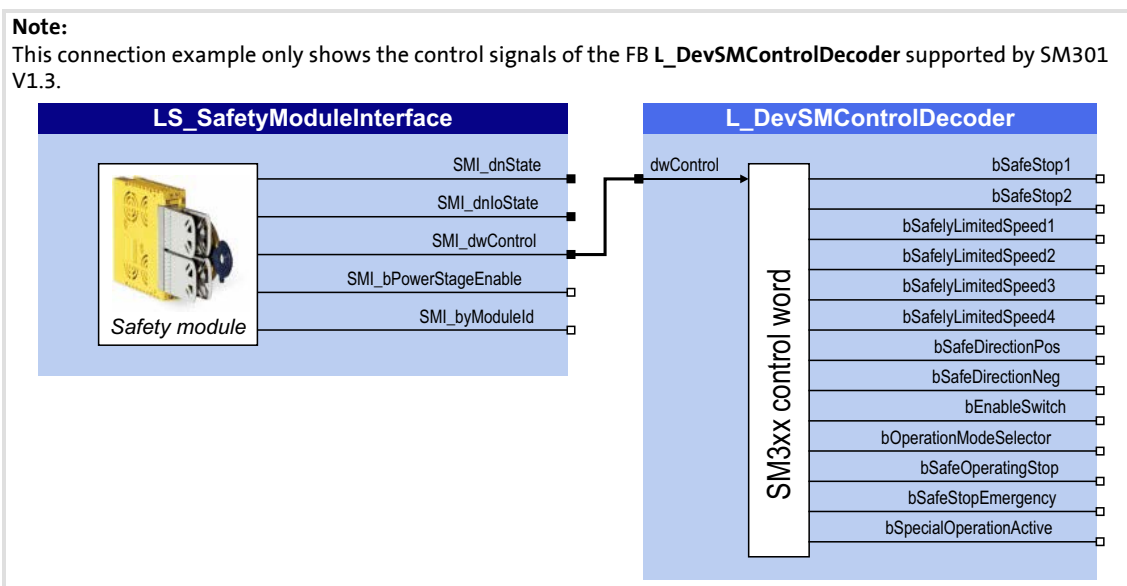 Note:
This connection example only shows the control signals of the FB L_DevSMControlDecoder supported by SM301
V1.3.
LS_SafetyModuleInterface
SMI_dnState
SMI_dnIoState
SMI_dwControl
SMI_bPowerStageEnable
SMI_byModuleId
Safety module
L_DevSMControlDecoder
dwControl
SM3xx control word
bSafeStop1
bSafeStop2
bSafelyLimitedSpeed1
bSafelyLimitedSpeed2
bSafelyLimitedSpeed3
bSafelyLimitedSpeed4
bSafeDirectionPos
bSafeDirectionNeg
bEnableSwitch
bOperationModeSelector
bSafeOperatingStop
bSafeStopEmergency
bSpecialOperationActive